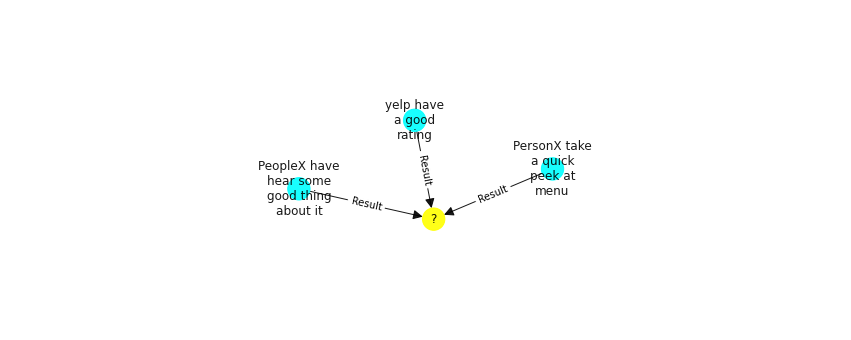 yelp have
a good
rating
PersonX take
a quick
peek at
menu
PeopleX have
hear some
good thing
about it
Result
Result
Result
?